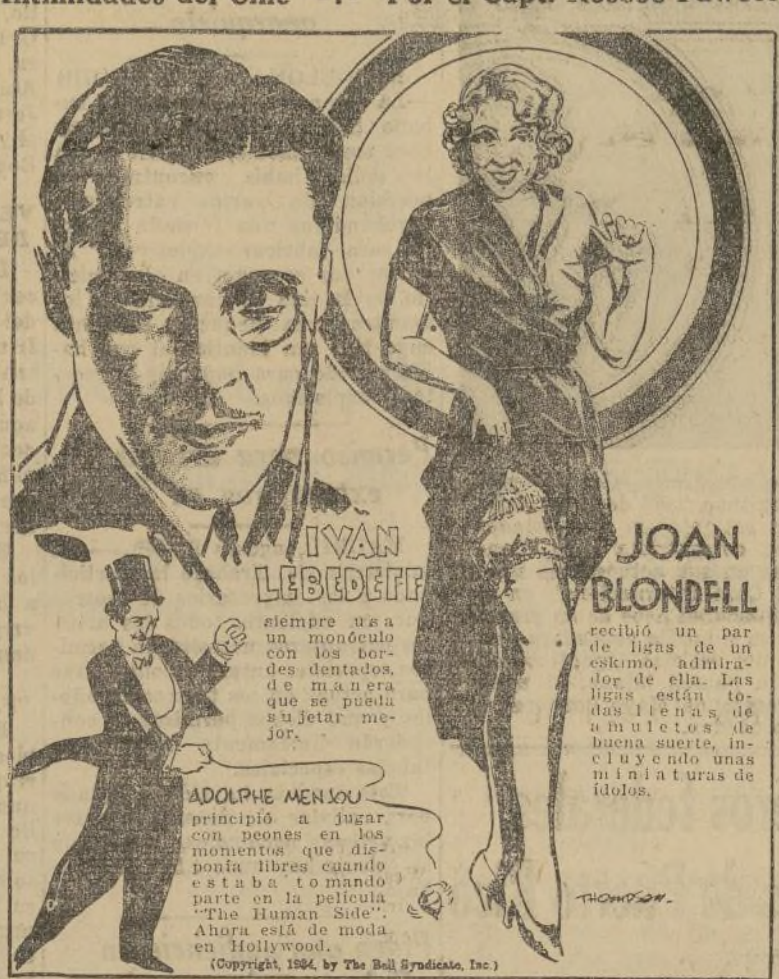 Intimidades del Cine Por el Capt. Roscoe
IVAN
LEBEDEFF
siempre usa
un monóculo
con los bor-
des dentados,
de manera
que se pueda
sujetar me-
jor.
JOAN
BLONDELL
recibió un par
de ligas de un
eskimo, admira-
dor de ella. Las
ligas están to-
das llenas de
amuletos de
buena suerte, in-
cluyendo unas
miniaturas de
ídolos.
ADOLPHE MENJOU
principió a jugar
con peones en los
momentos que dis-
ponía libres cuando
estaba tomando
parte en la película
"The Human Side".
Ahora está de moda
en Hollywood.
THOMPSON.
(Copyright, 1934, by The Bell Syndicate, Inc.)